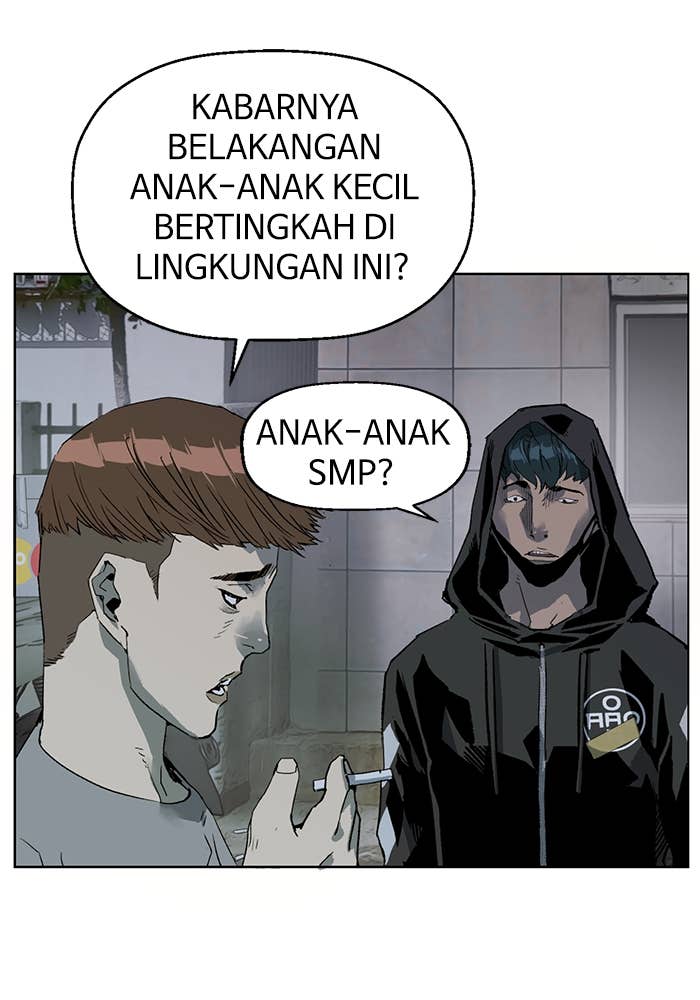 KABARNYA
BELAKANGAN
ANAK-ANAK KECIL
BERTINGKAH DI
LINGKUNGAN INI?
ANAK-ANAK
SMP?